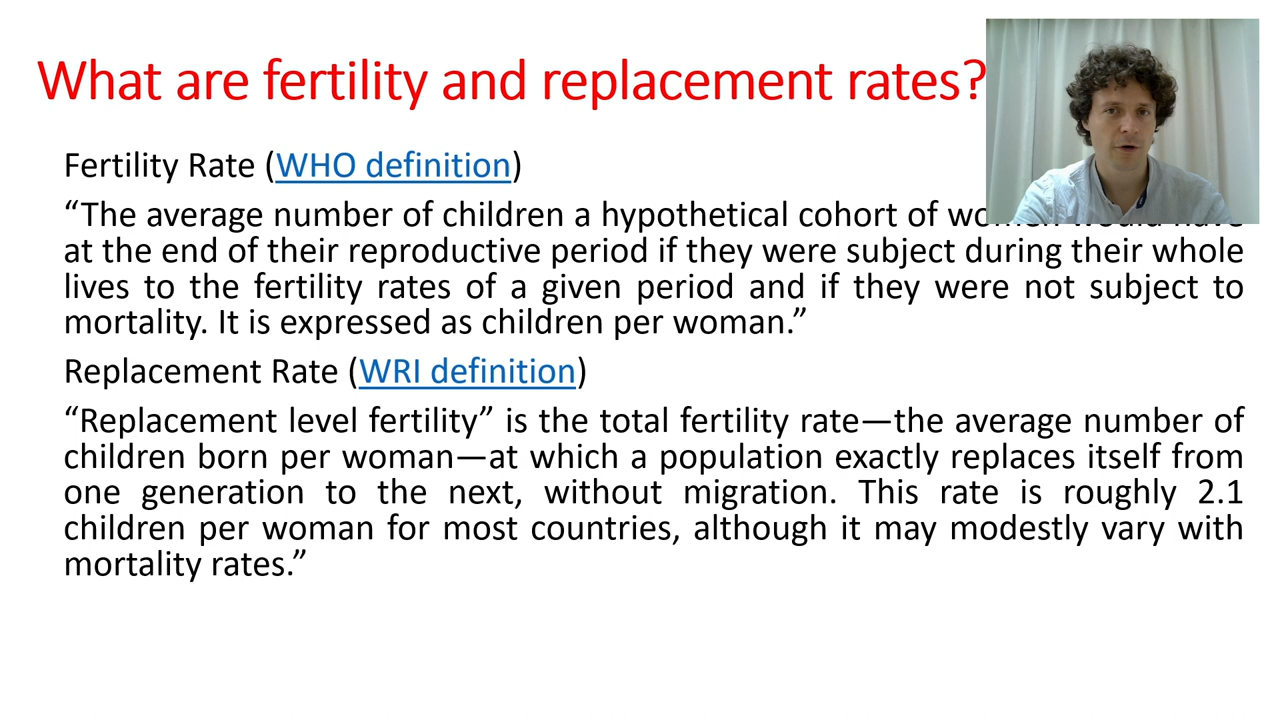 What are fertility and replacement rates?
Fertility Rate (WHO definition)
“The average number of children a hypothetical cohort of women would have
at the end of their reproductive period if they were subject during their whole
lives to the fertility rates of a given period and if they were not subject to
mortality. It is expressed as children per woman.”
Replacement Rate (WRI definition)
“Replacement level fertility” is the total fertility rate—the average number of
children born per woman—at which a population exactly replaces itself from
one generation to the next, without migration. This rate is roughly 2.1
children per woman for most countries, although it may modestly vary with
mortality rates.”